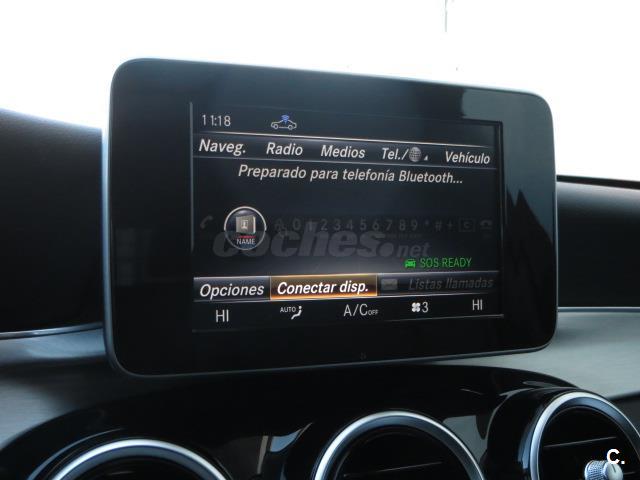 11:18
Naveg. Radio Medios Tel./ 4 Vehículo
Preparado para telefonía Bluetooth...
0 1 2 3 4 5 6 7 8 9 * # + C
NAME
coches.net
SOS READY
Opciones Conectar disp. Listas llamadas
HI AUTO A/C OFF 3 HI
C.